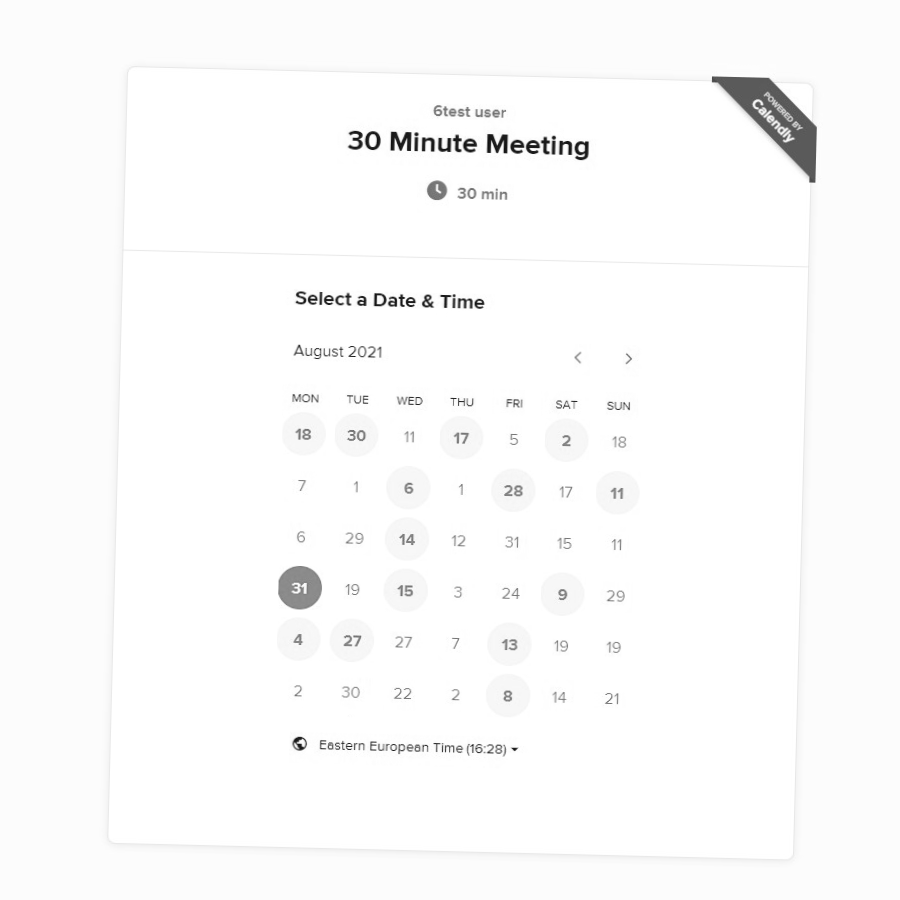 6test user
30 Minute Meeting
30 min
POWERED BY
Calendly
Select a Date & Time
August 2021
MON TUE WED THU FRI SAT SUN
18 30 11 17 5 2 18
7 1 6 1 28 17 11
6 29 14 12 31 15 11
31 19 15 3 24 9 29
4 27 27 7 13 19 19
2 30 22 2 8 14 21
Eastern European Time (16:28)